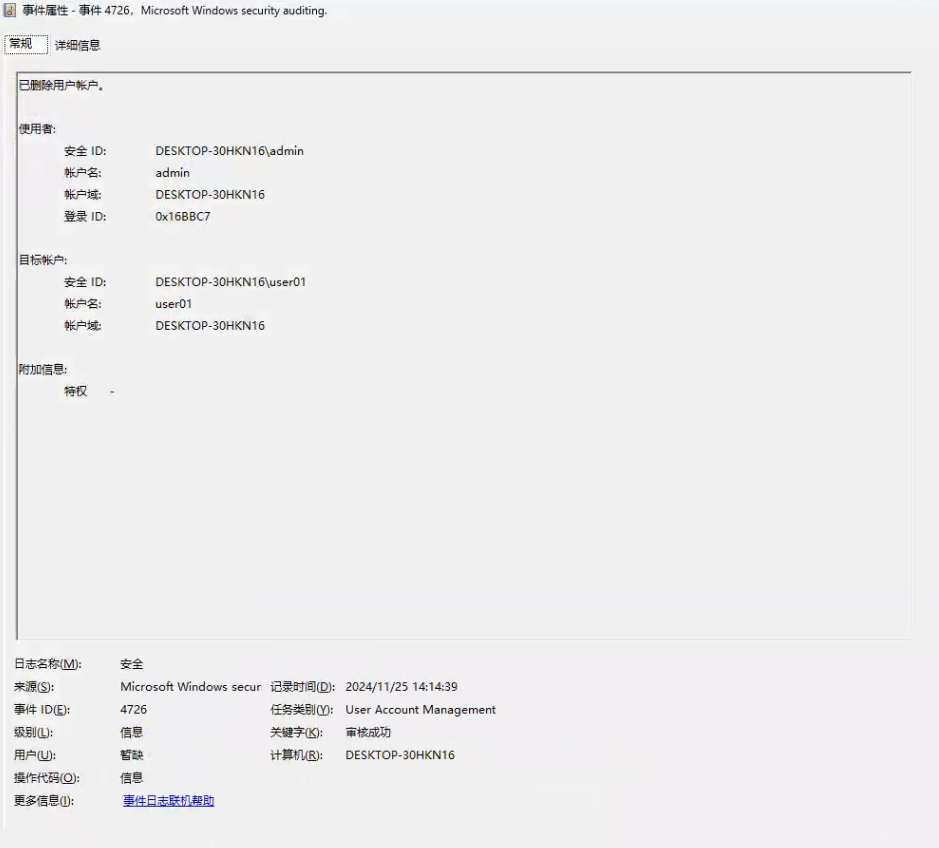 事件属性 - 事件 4726，Microsoft Windows security auditing.
常规 详细信息
已删除用户帐户。
使用者:
安全 ID: DESKTOP-30HKN16\admin
帐户名: admin
帐户域: DESKTOP-30HKN16
登录 ID: 0x16BBC7
目标帐户:
安全 ID: DESKTOP-30HKN16\user01
帐户名: user01
帐户域: DESKTOP-30HKN16
附加信息:
特权 -
日志名称(M): 安全
来源(S): Microsoft Windows secur 记录时间(D): 2024/11/25 14:14:39
事件 ID(E): 4726 任务类别(Y): User Account Management
级别(L): 信息 关键字(K): 审核成功
用户(U): 暂缺 计算机(R): DESKTOP-30HKN16
操作代码(O): 信息
更多信息(I): 事件日志联机帮助